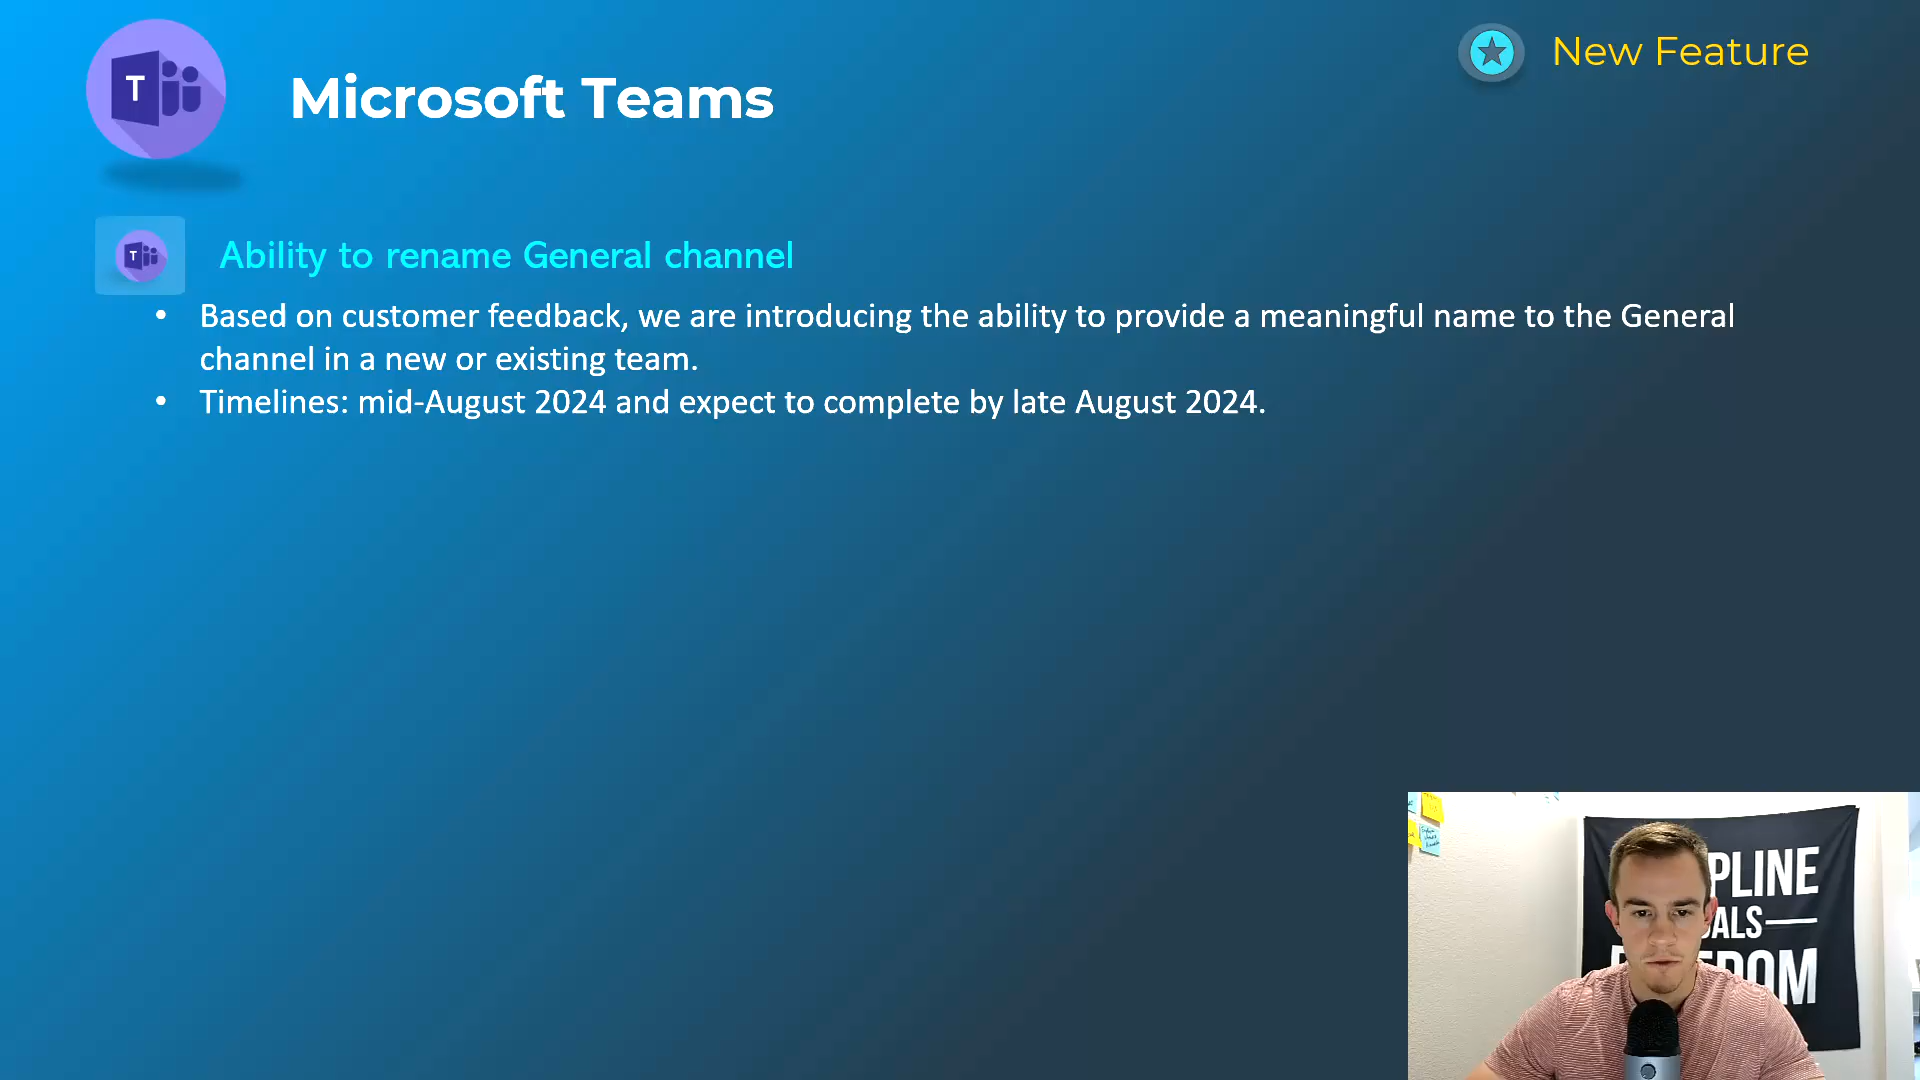 New Feature
T
Microsoft Teams
T
Ability to rename General channel
• Based on customer feedback, we are introducing the ability to provide a meaningful name to the General
channel in a new or existing team.
• Timelines: mid-August 2024 and expect to complete by late August 2024.